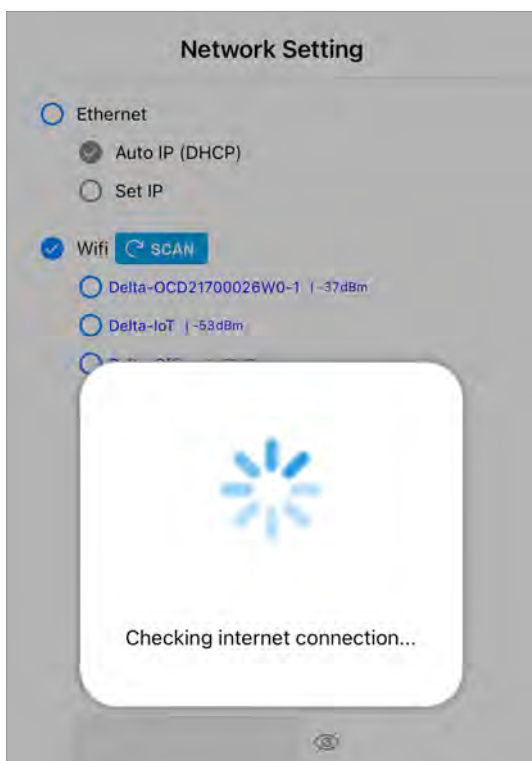 Network Setting
Ethernet
Auto IP (DHCP)
Set IP
Wifi SCAN
Delta-OCD21700026W0-1 | -37dBm
Delta-IoT | -53dBm
Checking internet connection...